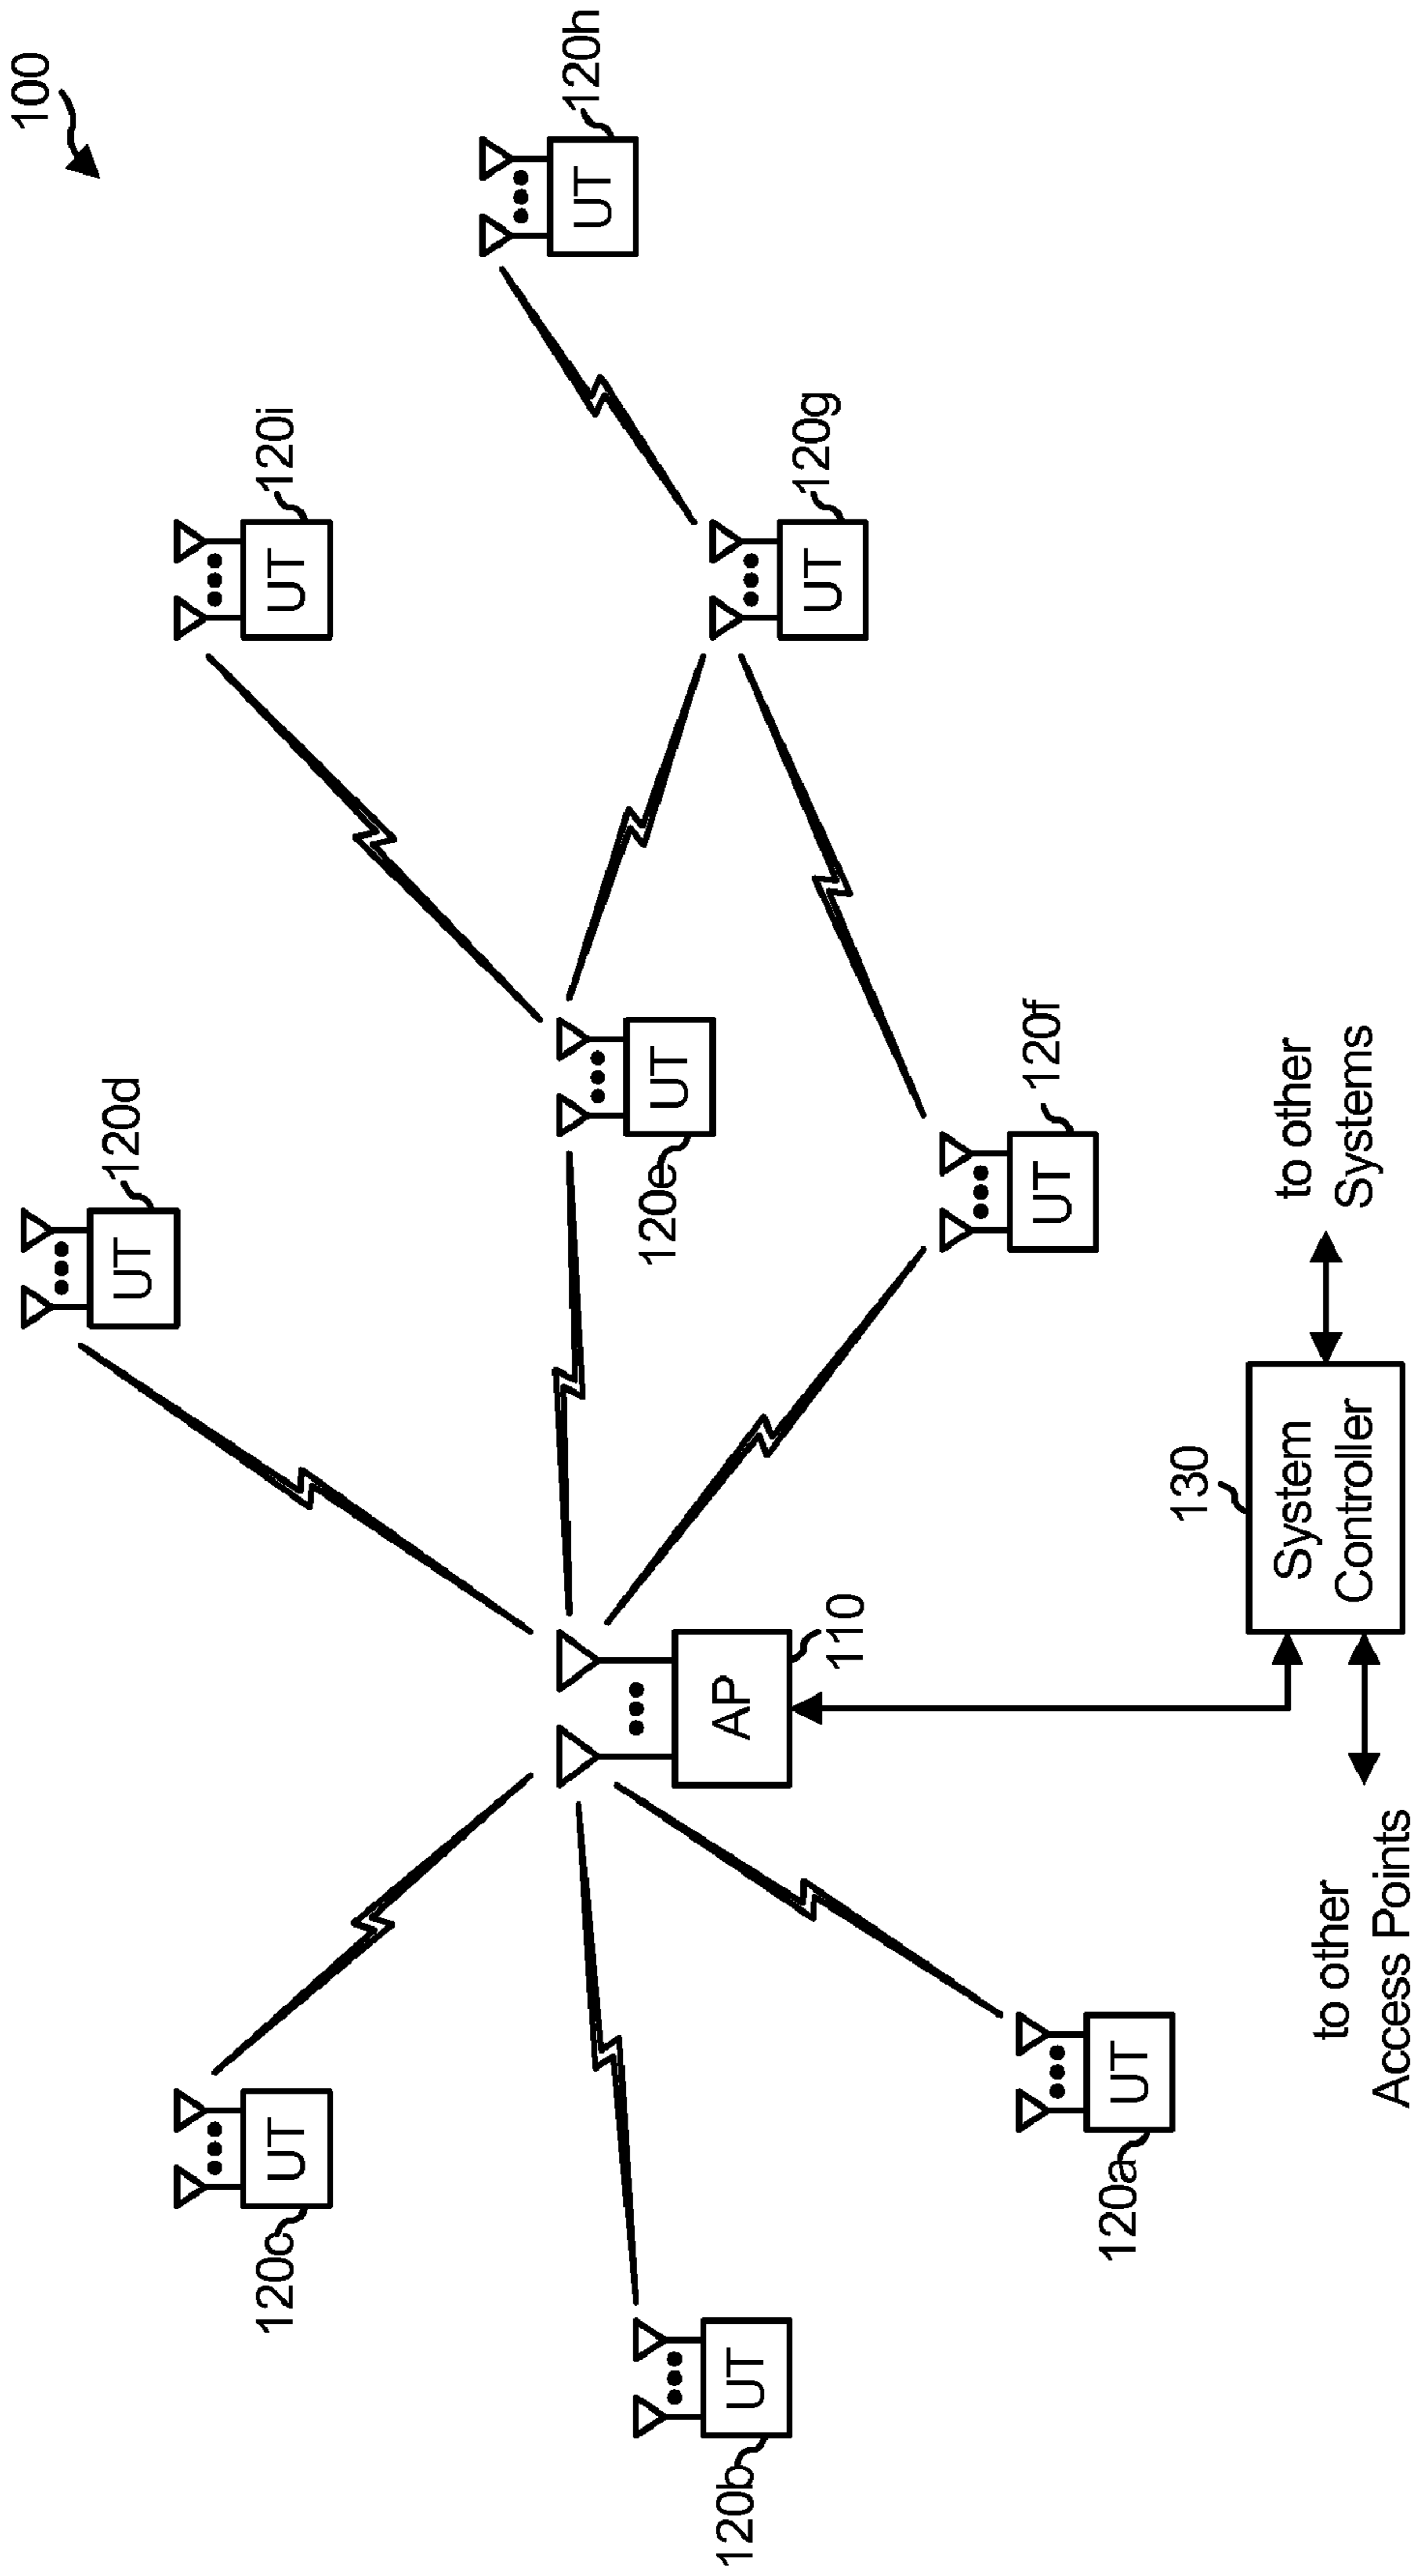 100
120d
UT
120i
UT
120c
UT
120h
UT
120e
UT
120b
UT
AP
110
120g
UT
120f
UT
120a
UT
130
System
Controller
to other
Systems
to other
Access Points